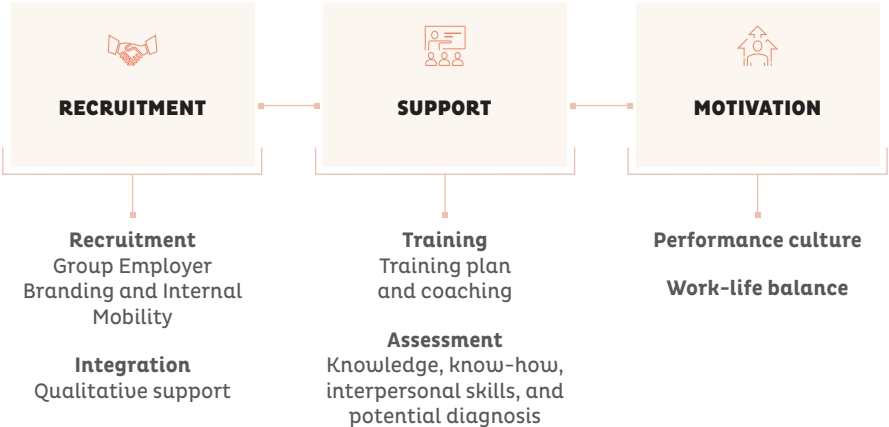 RECRUITMENT
SUPPORT
MOTIVATION
Recruitment
Group Employer
Branding and Internal
Mobility
Integration
Qualitative support
Training
Training plan
and coaching
Assessment
Knowledge, know-how,
interpersonal skills, and
potential diagnosis
Performance culture
Work-life balance